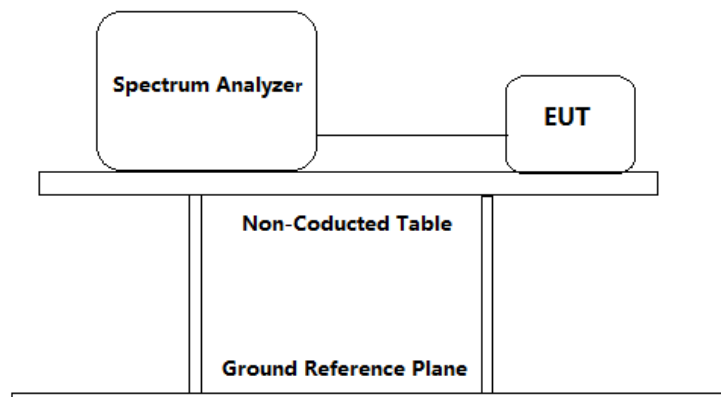 Spectrum Analyzer
EUT
Non-Coducted Table
Ground Reference Plane